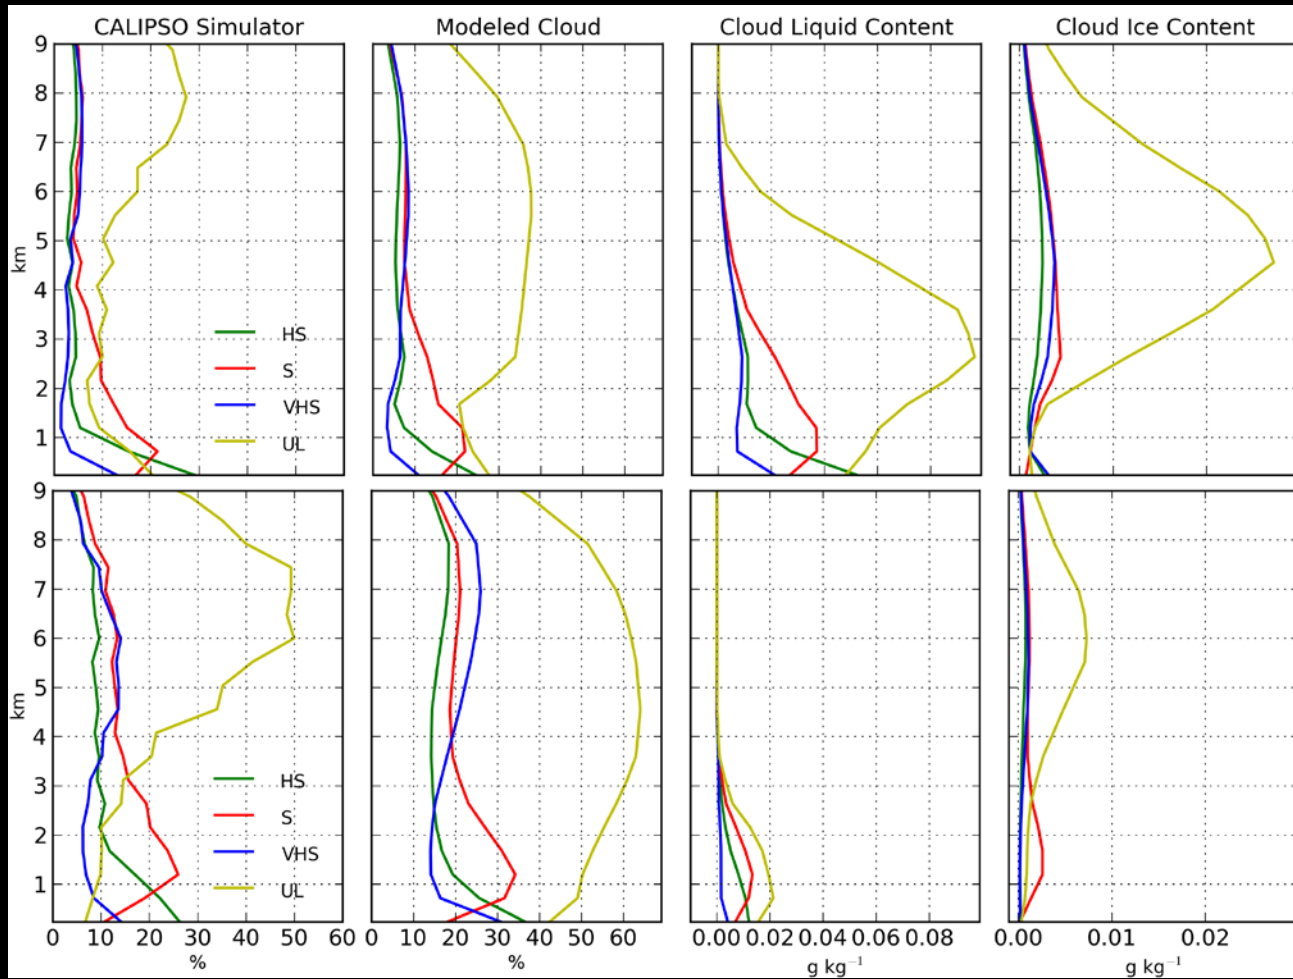 CALIPSO Simulator Modeled Cloud Cloud Liquid Content Cloud Ice Content
9
8
7
6
5
4
3
2
1
km
HS
S
VHS
UL
9
8
7
6
5
4
3
2
1
km
HS
S
VHS
UL
0 10 20 30 40 50 60 0 10 20 30 40 50 60 0.00 0.02 0.04 0.06 0.08 0.00 0.01 0.02
% % g kg⁻¹ g kg⁻¹